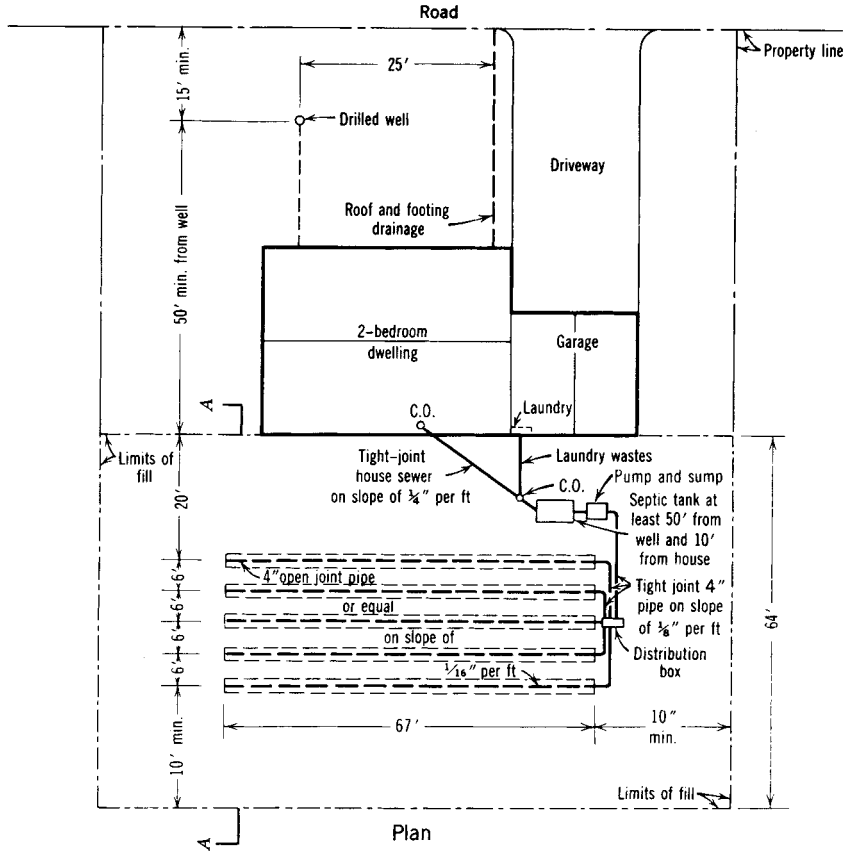 Road
15′ min.
25′
Property line
Drilled well
Driveway
50′ min. from well
Roof and footing
drainage
2-bedroom
dwelling
Garage
A
C.O.
Laundry
Limits of
fill
Tight-joint
house sewer
on slope of ¼″ per ft
Laundry wastes
C.O.
Pump and sump
Septic tank at
least 50′ from
well and 10′
from house
20′
6′
6′
6′
6′
4″ open joint pipe
or equal
on slope of
1/16″ per ft
Tight joint 4″
pipe on slope
of ⅛″ per ft
Distribution
box
64′
10′ min.
67′
10″
min.
Limits of fill
A
Plan